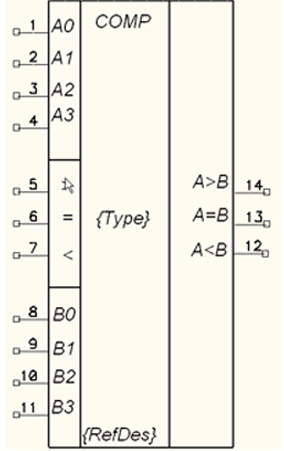 1 A0 COMP
2 A1
3 A2
4 A3
5 A>B 14
6 = {Type} A=B 13
7 < A<B 12
8 B0
9 B1
10 B2
11 B3
{RefDes}